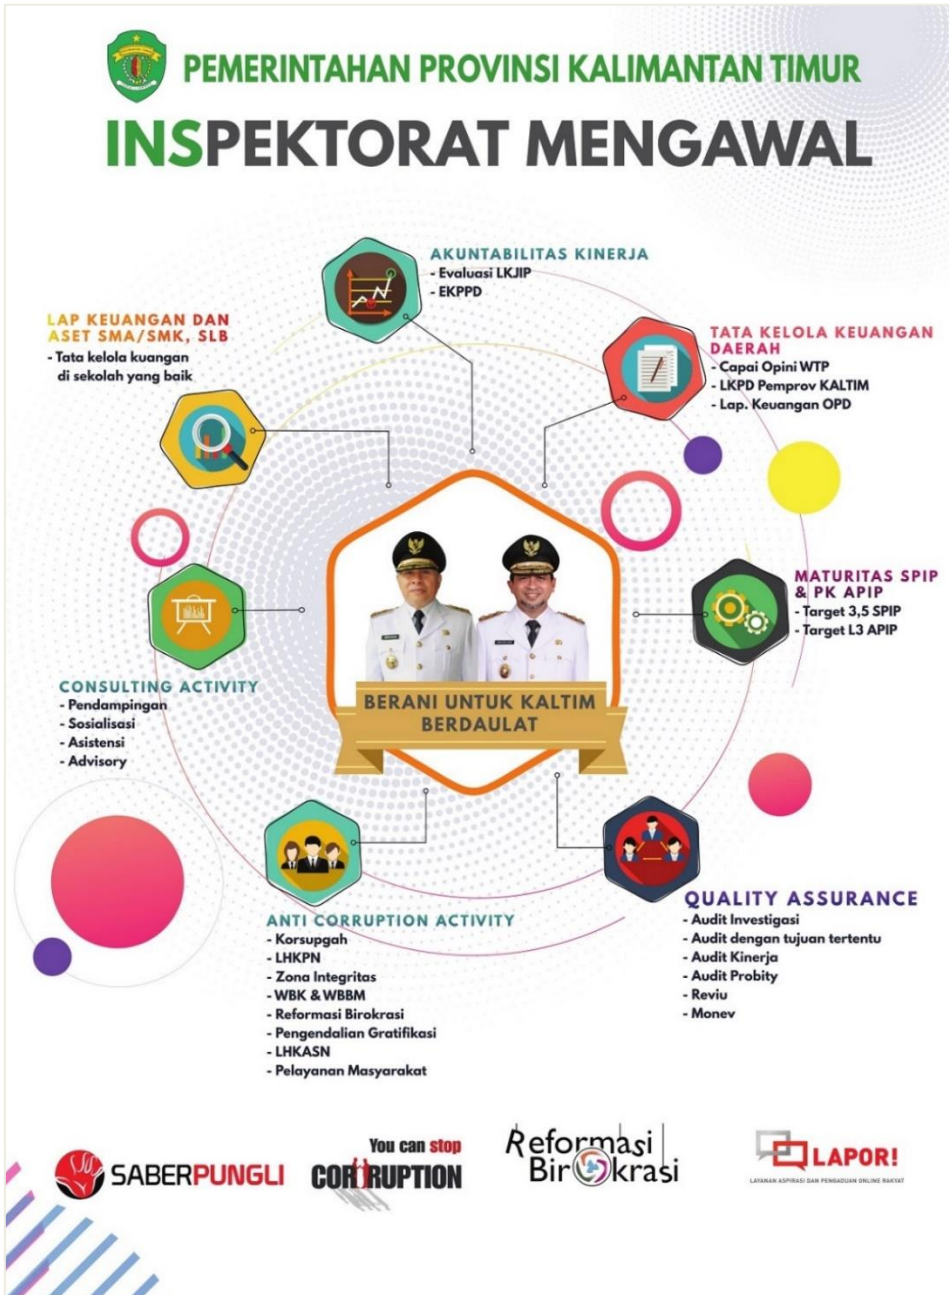 PEMERINTAHAN PROVINSI KALIMANTAN TIMUR
INSPEKTORAT MENGAWAL
AKUNTABILITAS KINERJA
- Evaluasi LKJIP
- EKPPD
LAP KEUANGAN DAN
ASET SMA/SMK, SLB
- Tata kelola kuangan
di sekolah yang baik
TATA KELOLA KEUANGAN
DAERAH
- Capai Opini WTP
- LKPD Pemprov KALTIM
- Lap. Keuangan OPD
MATURITAS SPIP
& PK APIP
- Target 3,5 SPIP
- Target L3 APIP
BERANI UNTUK KALTIM
BERDAULAT
CONSULTING ACTIVITY
- Pendampingan
- Sosialisasi
- Asistensi
- Advisory
ANTI CORRUPTION ACTIVITY
- Korsupgah
- LHKPN
- Zona Integritas
- WBK & WBBM
- Reformasi Birokrasi
- Pengendalian Gratifikasi
- LHKASN
- Pelayanan Masyarakat
QUALITY ASSURANCE
- Audit Investigasi
- Audit dengan tujuan tertentu
- Audit Kinerja
- Audit Probity
- Reviu
- Monev
SABERPUNGLI
You can stop
CORRUPTION
Reformasi
Birokrasi
LAPOR!
LAYANAN ASPIRASI DAN PENGADUAN ONLINE RAKYAT